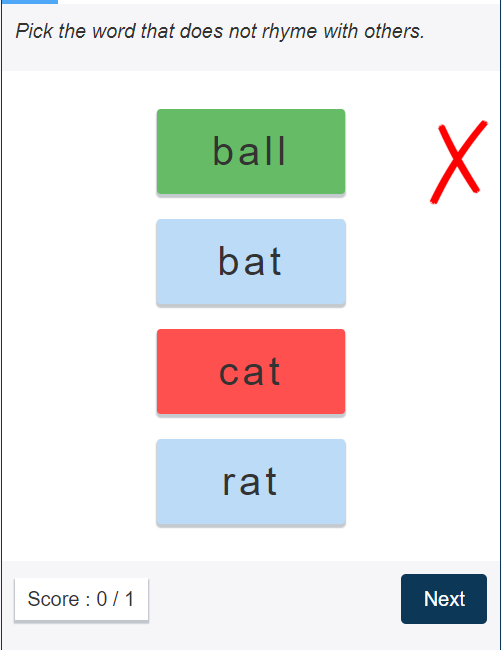 Pick the word that does not rhyme with others.
ball
bat
cat
rat
Score : 0 / 1
Next